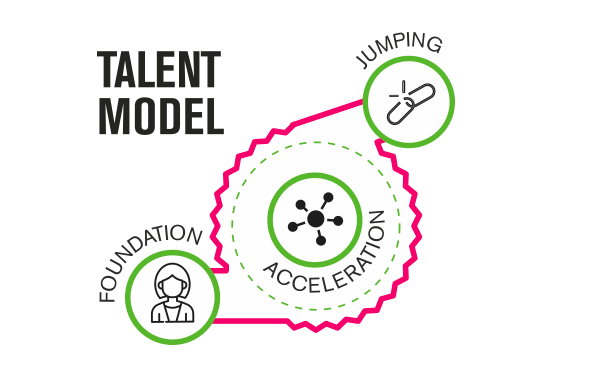 TALENT
MODEL
JUMPING
FOUNDATION
ACCELERATION